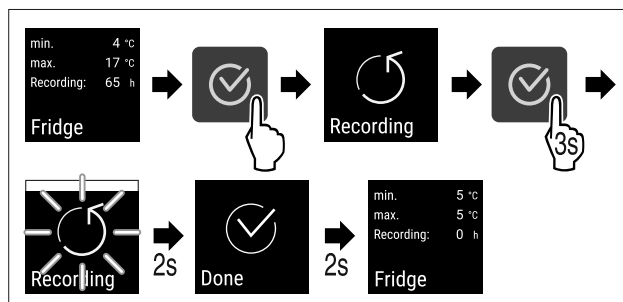 min. 4 °C
max. 17 °C
Recording: 65 h
Fridge
Recording
3s
Recording
2s
Done
2s
min. 5 °C
max. 5 °C
Recording: 0 h
Fridge